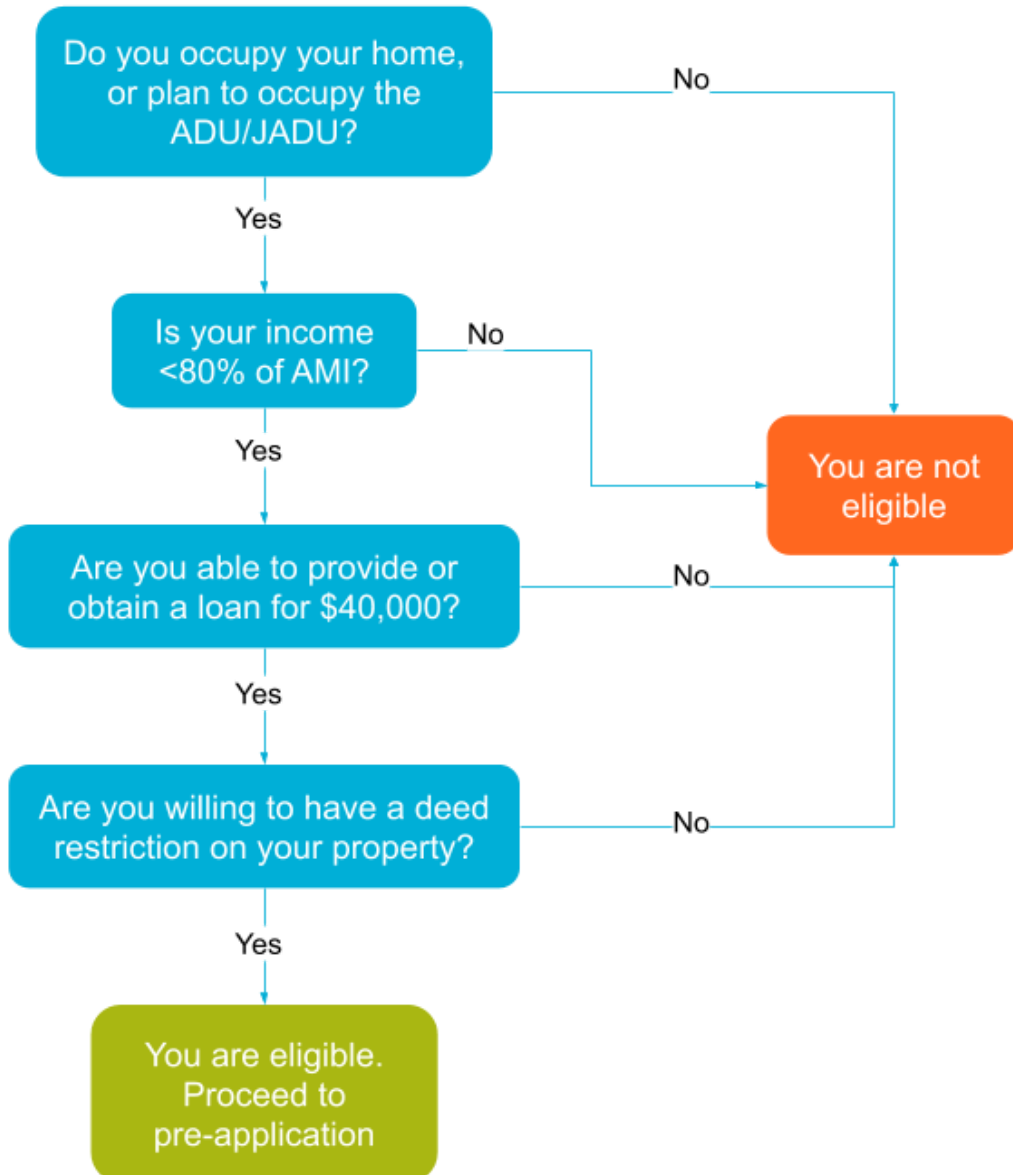 Do you occupy your home,
or plan to occupy the
ADU/JADU?
No
Yes
Is your income
<80% of AMI?
No
Yes
You are not
eligible
Are you able to provide or
obtain a loan for $40,000?
No
Yes
Are you willing to have a deed
restriction on your property?
No
Yes
You are eligible.
Proceed to
pre-application